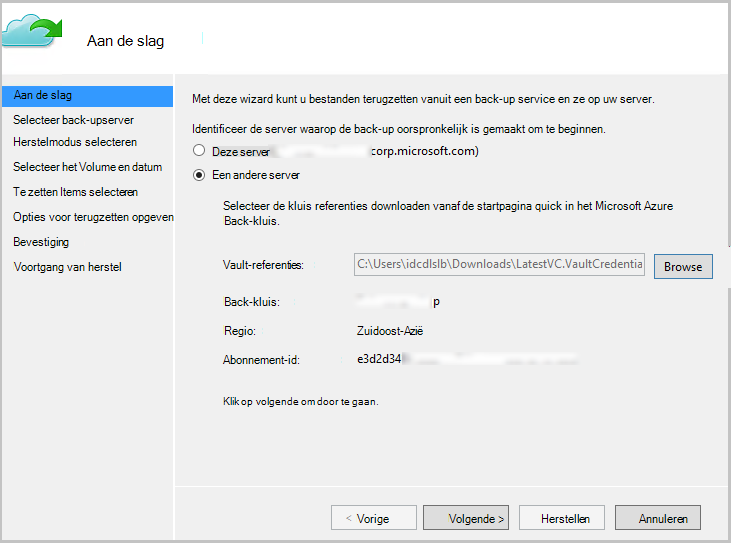 Aan de slag
Aan de slag
Selecteer back-upserver
Herstelmodus selecteren
Selecteer het Volume en datum
Te zetten Items selecteren
Opties voor terugzetten opgeven
Bevestiging
Voortgang van herstel
Met deze wizard kunt u bestanden terugzetten vanuit een back-up service en ze op uw server.
Identificeer de server waarop de back-up oorspronkelijk is gemaakt om te beginnen.
Deze server corp.microsoft.com)
Een andere server
Selecteer de kluis referenties downloaden vanaf de startpagina quick in het Microsoft Azure
Back-kluis.
Vault-referenties: C:\Users\idcdlslb\Downloads\LatestVC.VaultCredentia Browse
Back-kluis: p
Regio: Zuidoost-Azië
Abonnement-id: e3d2d34
Klik op volgende om door te gaan.
< Vorige Volgende > Herstellen Annuleren